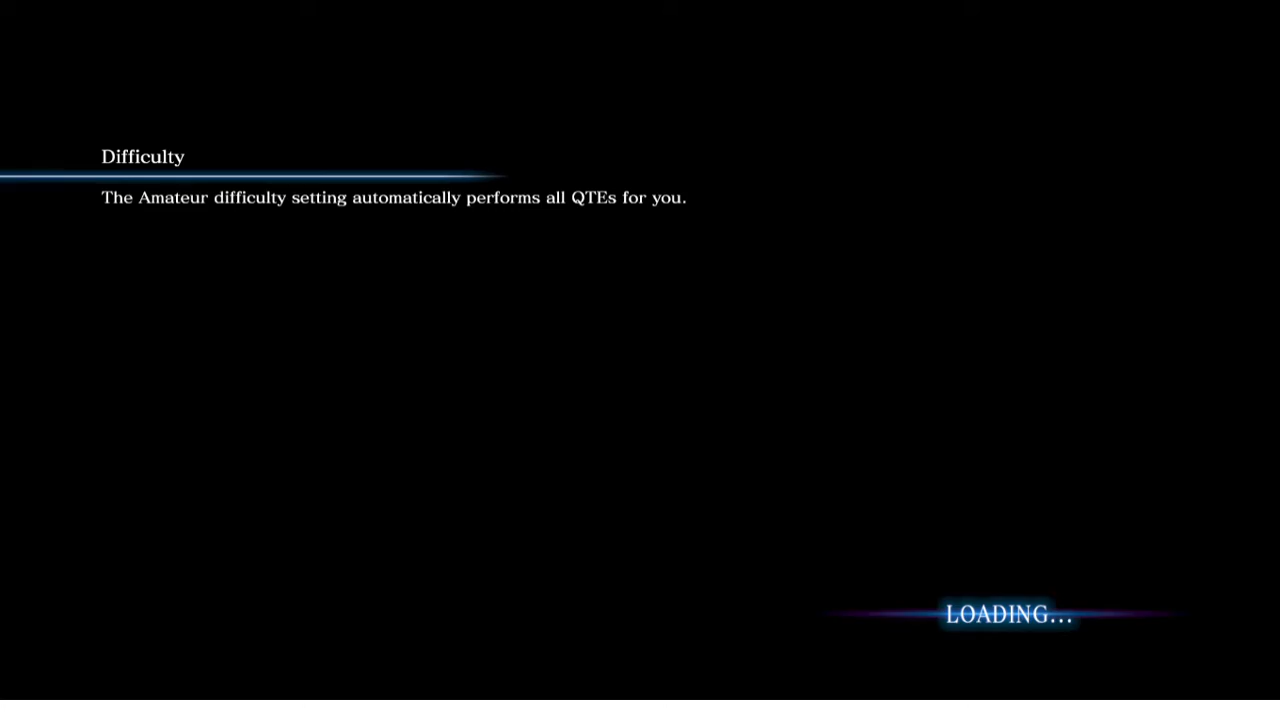 Difficulty
The Amateur difficulty setting automatically performs all QTEs for you.
LOADING...